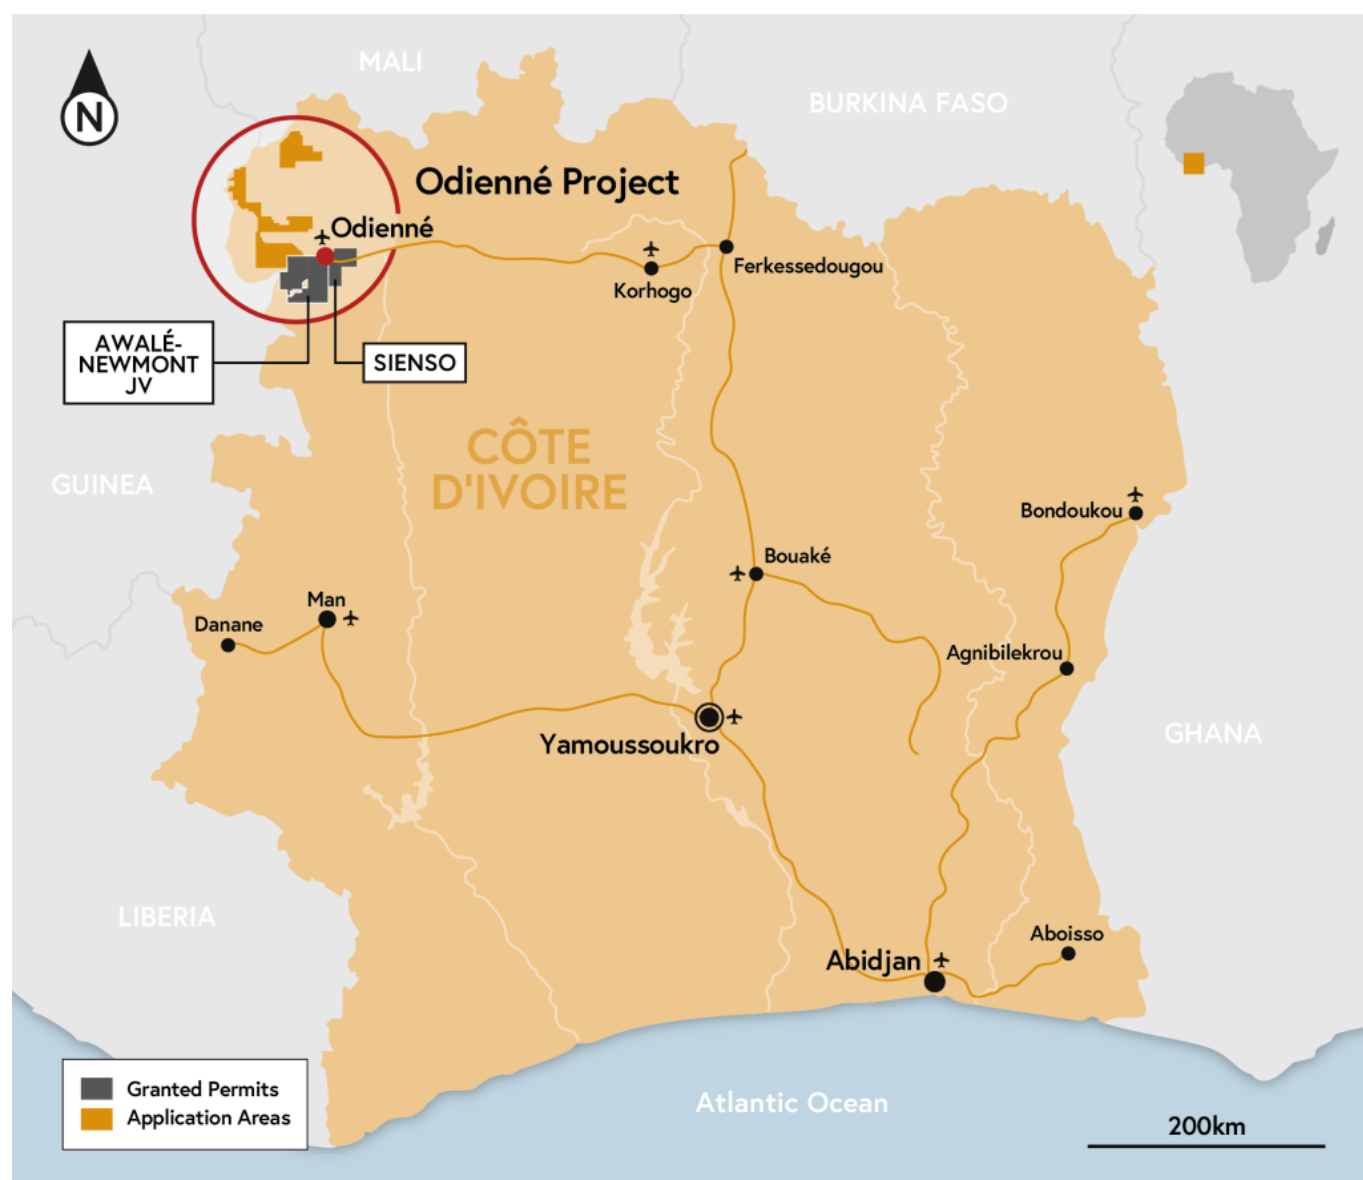 MALI
BURKINA FASO
N
Odienné Project
Odienné
Ferkessedougou
Korhogo
AWALÉ-
NEWMONT
JV
SIENSO
CÔTE
D'IVOIRE
GUINEA
Bondoukou
Bouaké
Man
Danane
Agnibilekrou
Yamoussoukro
GHANA
LIBERIA
Aboisso
Abidjan
Granted Permits
Application Areas
Atlantic Ocean
200km